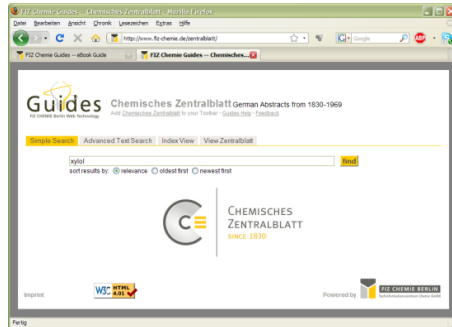 FIZ Chemie Guides -- Chemisches Zentralblatt - Mozilla Firefox
Datei Bearbeiten Ansicht Chronik Lesezeichen Extras Hilfe
http://www.fiz-chemie.de/zentralblatt/
Google
FIZ Chemie Guides -- eBook Guide
FIZ Chemie Guides -- Chemisches...
Guides
FIZ CHEMIE Berlin Web Technology
Chemisches Zentralblatt German Abstracts from 1830-1969
Add Chemisches Zentralblatt to your Toolbar - Guides Help - Feedback
Simple Search Advanced Text Search Index View View Zentralblatt
xylol
find
sort results by: relevance oldest first newest first
CHEMISCHES
ZENTRALBLATT
SINCE 1830
Imprint
W3C HTML 4.01
Powered by
FIZ CHEMIE BERLIN
Fertig